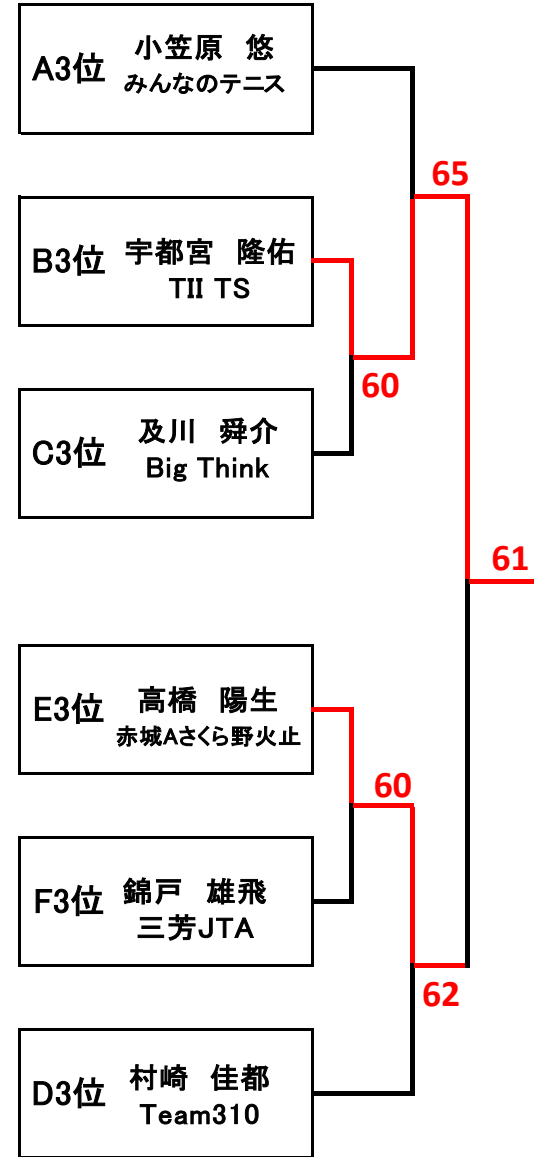 A3位 小笠原 悠
みんなのテニス
65
B3位 宇都宮 隆佑
TII TS
60
C3位 及川 舜介
Big Think
61
E3位 高橋 陽生
赤城Aさくら野火止
60
F3位 錦戸 雄飛
三芳JTA
62
D3位 村崎 佳都
Team310